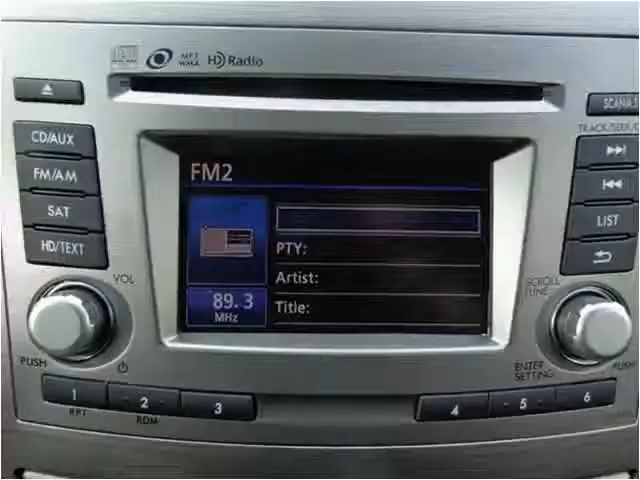 MP3
WMA
HD Radio
SCAN
CD/AUX
FM/AM
SAT
HD/TEXT
TRACK/SEEK/
LIST
FM2
PTY:
Artist:
Title:
89.3
MHz
VOL
PUSH
SCROLL
TUNE
ENTER
SETTING
PUSH
1
RPT
2
RDM
3
4
5
6